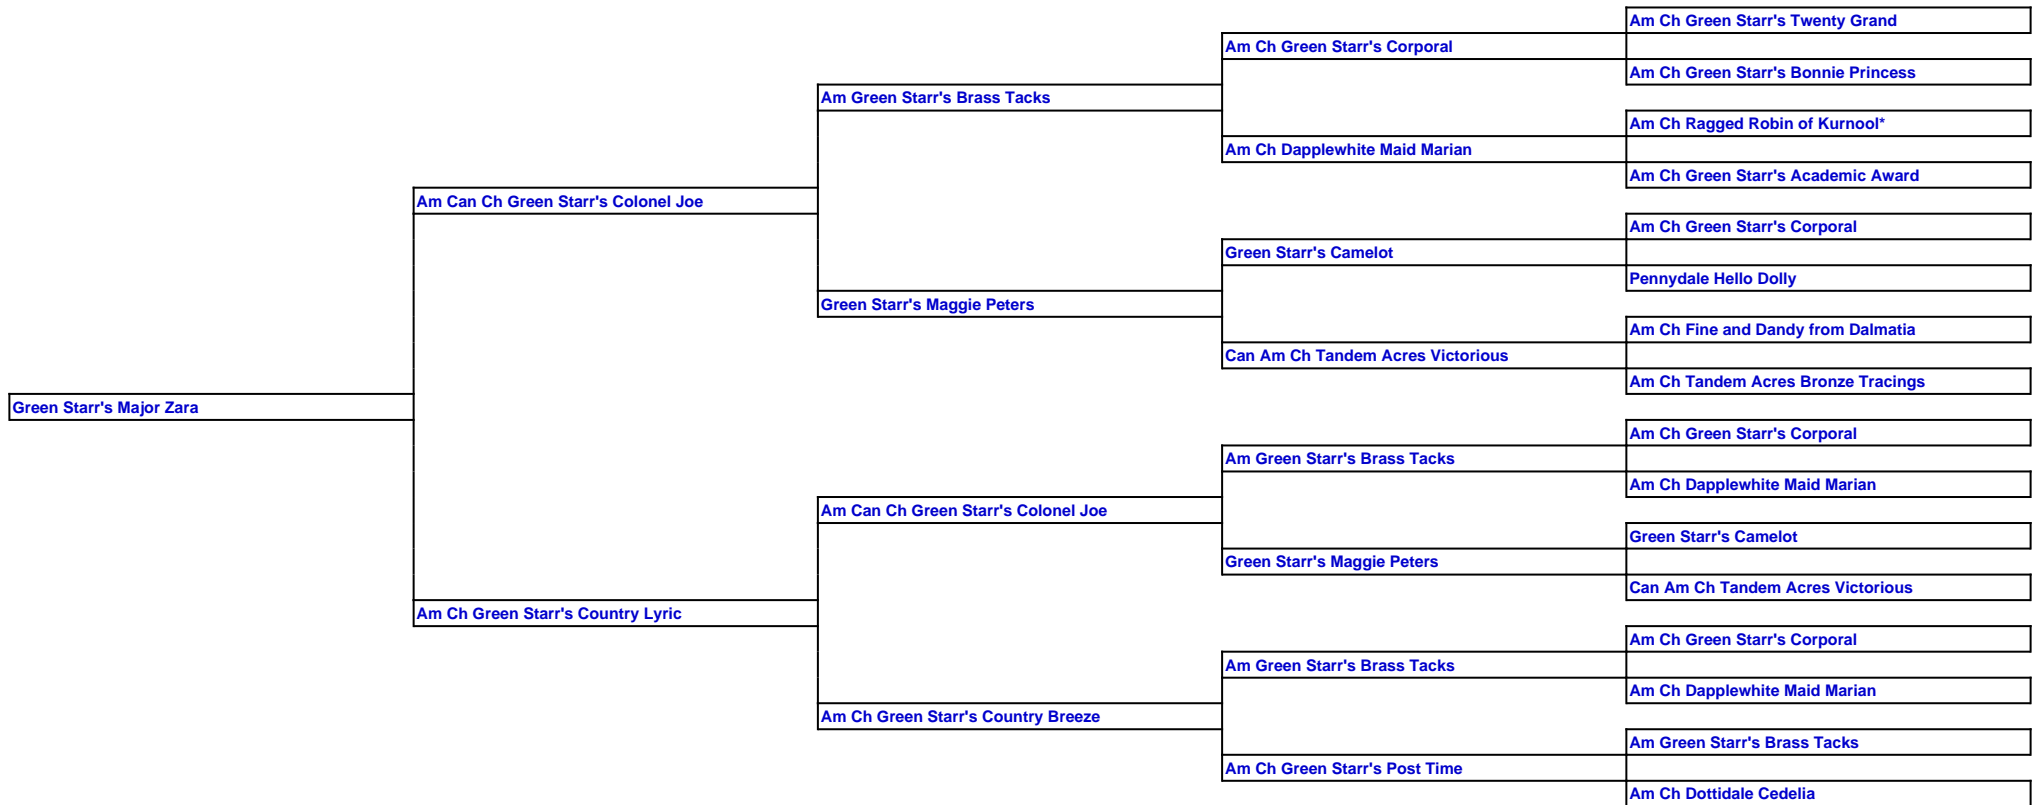 Am Ch Green Starr's Twenty Grand
Am Ch Green Starr's Corporal
Am Ch Green Starr's Bonnie Princess
Am Green Starr's Brass Tacks
Am Ch Ragged Robin of Kurnool*
Am Ch Dapplewhite Maid Marian
Am Ch Green Starr's Academic Award
Am Can Ch Green Starr's Colonel Joe
Am Ch Green Starr's Corporal
Green Starr's Camelot
Pennydale Hello Dolly
Green Starr's Maggie Peters
Am Ch Fine and Dandy from Dalmatia
Can Am Ch Tandem Acres Victorious
Am Ch Tandem Acres Bronze Tracings
Green Starr's Major Zara
Am Ch Green Starr's Corporal
Am Green Starr's Brass Tacks
Am Ch Dapplewhite Maid Marian
Am Can Ch Green Starr's Colonel Joe
Green Starr's Camelot
Green Starr's Maggie Peters
Can Am Ch Tandem Acres Victorious
Am Ch Green Starr's Country Lyric
Am Ch Green Starr's Corporal
Am Green Starr's Brass Tacks
Am Ch Dapplewhite Maid Marian
Am Ch Green Starr's Country Breeze
Am Green Starr's Brass Tacks
Am Ch Green Starr's Post Time
Am Ch Dottidale Cedelia